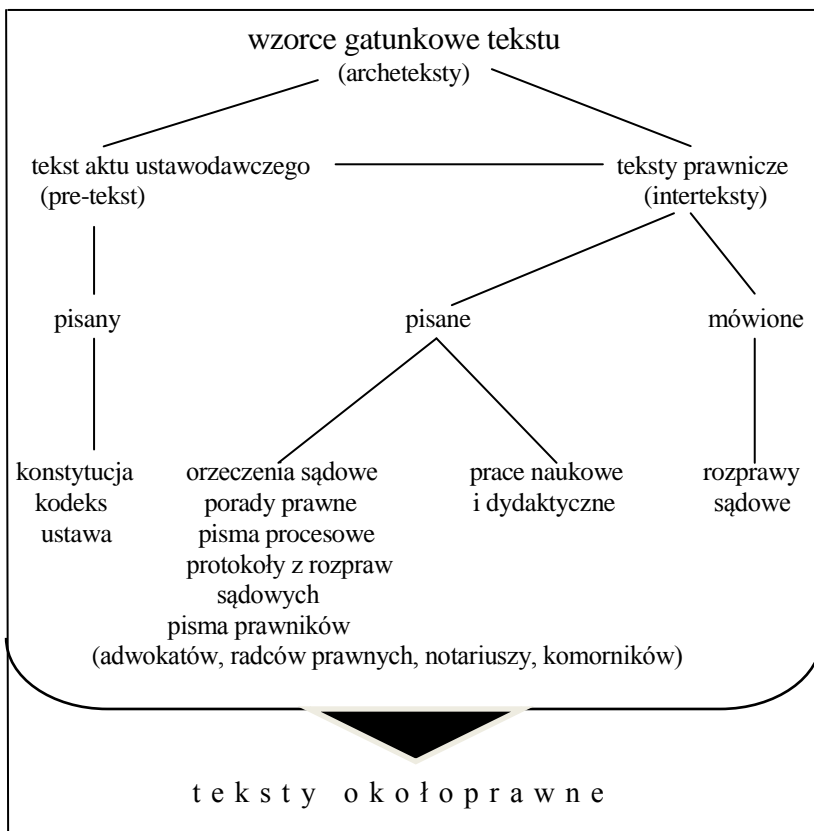 wzorce gatunkowe tekstu
(archeteksty)
tekst aktu ustawodawczego
(pre-tekst)
teksty prawnicze
(interteksty)
pisany
pisane
mówione
konstytucja
kodeks
ustawa
orzeczenia sądowe
porady prawne
pisma procesowe
protokoły z rozpraw
sądowych
pisma prawników
(adwokatów, radców prawnych, notariuszy, komorników)
prace naukowe
i dydaktyczne
rozprawy
sądowe
teksty okołoprawne